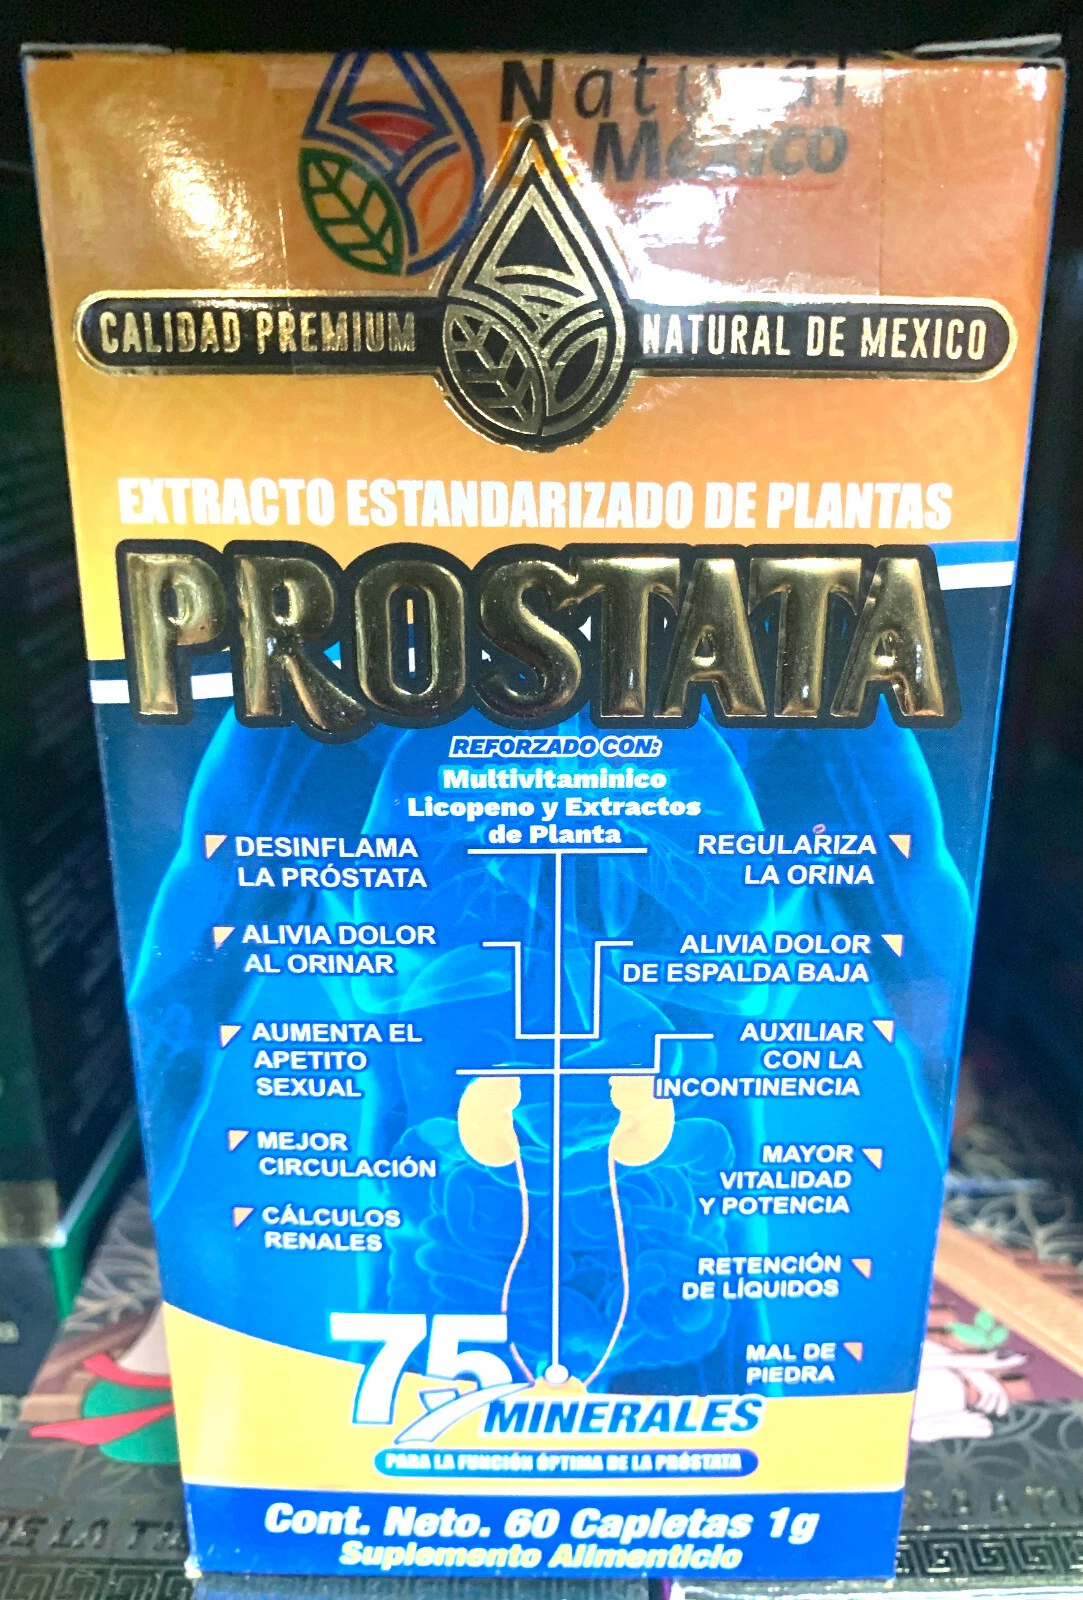 Natural
México
CALIDAD PREMIUM NATURAL DE MEXICO
EXTRACTO ESTANDARIZADO DE PLANTAS
PROSTATA
REFORZADO CON:
Multivitaminico
Licopeno y Extractos
de Planta
DESINFLAMA
LA PRÓSTATA
ALIVIA DOLOR
AL ORINAR
AUMENTA EL
APETITO
SEXUAL
MEJOR
CIRCULACIÓN
CÁLCULOS
RENALES
REGULARIZA
LA ORINA
ALIVIA DOLOR
DE ESPALDA BAJA
AUXILIAR
CON LA
INCONTINENCIA
MAYOR
VITALIDAD
Y POTENCIA
RETENCIÓN
DE LÍQUIDOS
MAL DE
PIEDRA
75
MINERALES
PARA LA FUNCIÓN ÓPTIMA DE LA PRÓSTATA
Cont. Neto. 60 Capletas 1g
Suplemento Alimenticio
DE LA